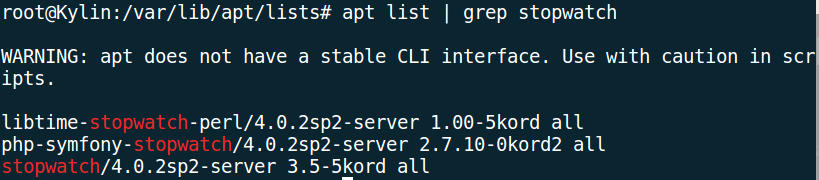 root@Kylin:/var/lib/apt/lists# apt list | grep stopwatch
WARNING: apt does not have a stable CLI interface. Use with caution in scr
ipts.
libtime-stopwatch-perl/4.0.2sp2-server 1.00-5kord all
php-symfony-stopwatch/4.0.2sp2-server 2.7.10-0kord2 all
stopwatch/4.0.2sp2-server 3.5-5kord all